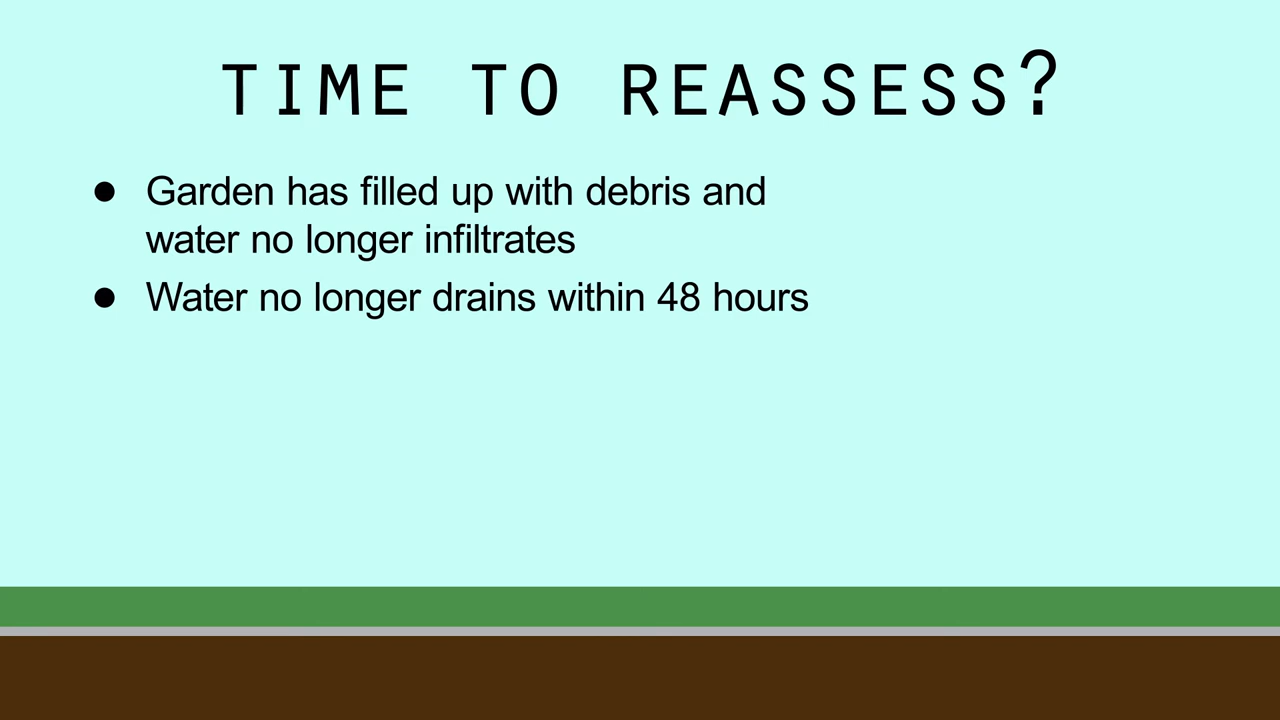 TIME TO REASSESS?
● Garden has filled up with debris and
water no longer infiltrates
● Water no longer drains within 48 hours